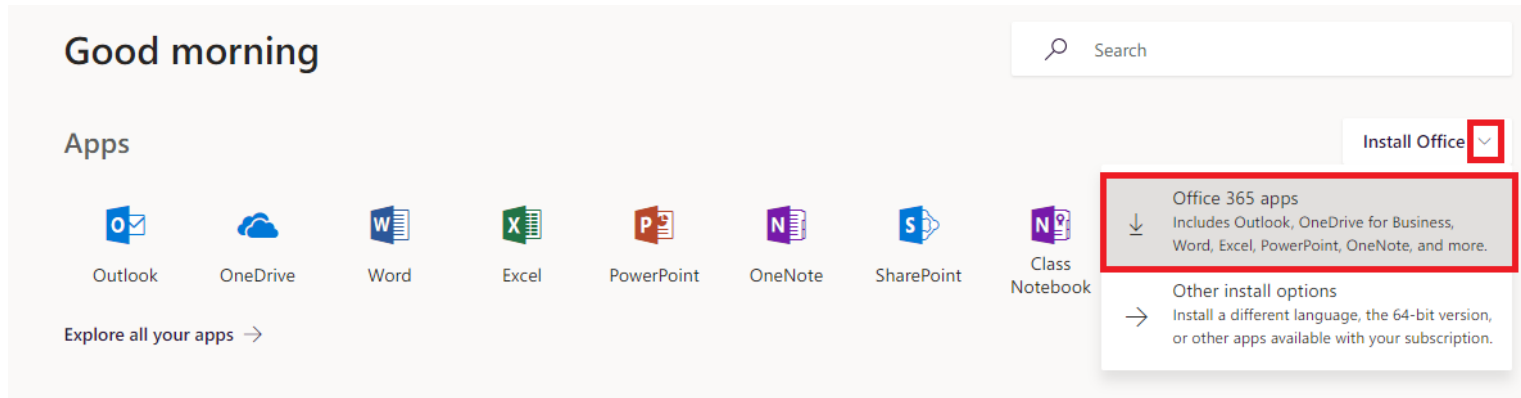 Good morning
Search
Apps
Install Office
Office 365 apps
Includes Outlook, OneDrive for Business,
Word, Excel, PowerPoint, OneNote, and more.
Outlook
OneDrive
Word
Excel
PowerPoint
OneNote
SharePoint
Class
Notebook
Other install options
Install a different language, the 64-bit version,
or other apps available with your subscription.
Explore all your apps